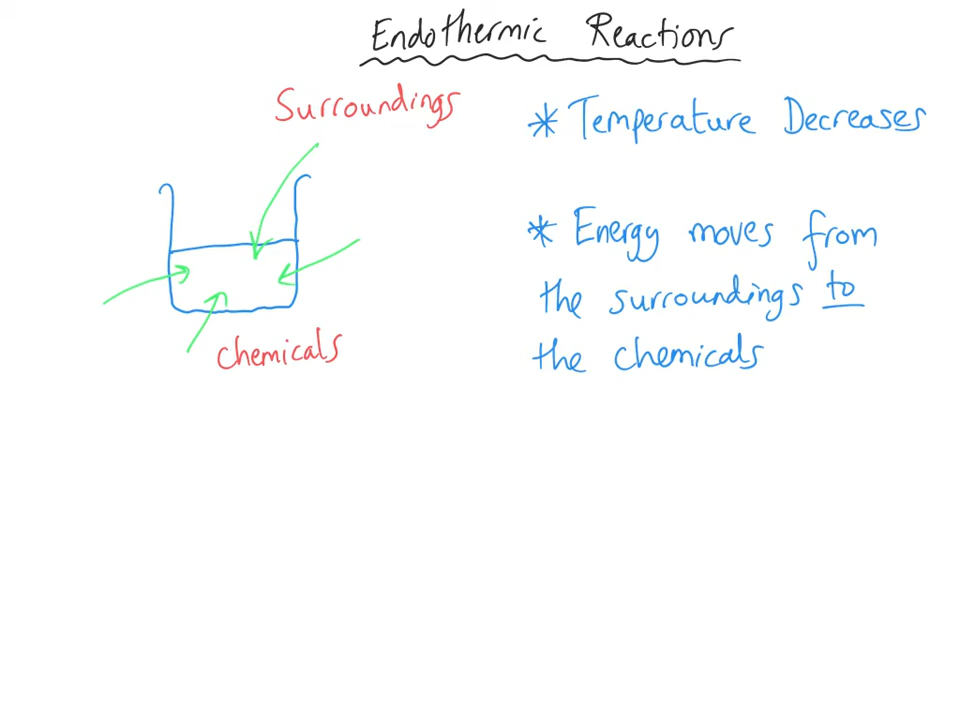 Endothermic Reactions
Surroundings
chemicals
* Temperature Decreases
* Energy moves from
the surroundings to
the chemicals